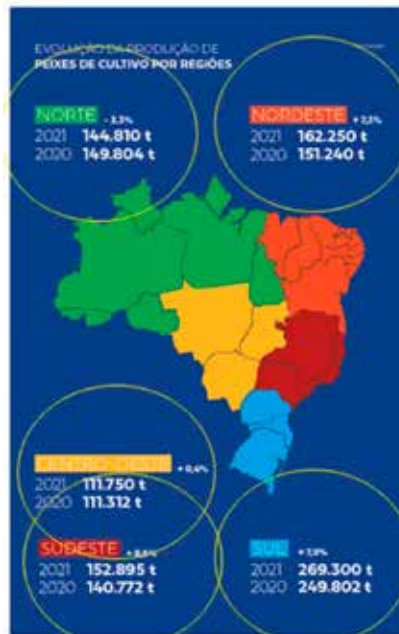 EVOLUÇÃO DA PRODUÇÃO DE
PEIXES DE CULTIVO POR REGIÕES
NORTE - 3,3%
2021 144.810 t
2020 149.804 t
NORDESTE + 7,3%
2021 162.250 t
2020 151.240 t
CENTRO-OESTE + 0,4%
2021 111.750 t
2020 111.312 t
SUDESTE
2021 152.895 t
2020 140.772 t
SUL + 7,8%
2021 269.300 t
2020 249.802 t